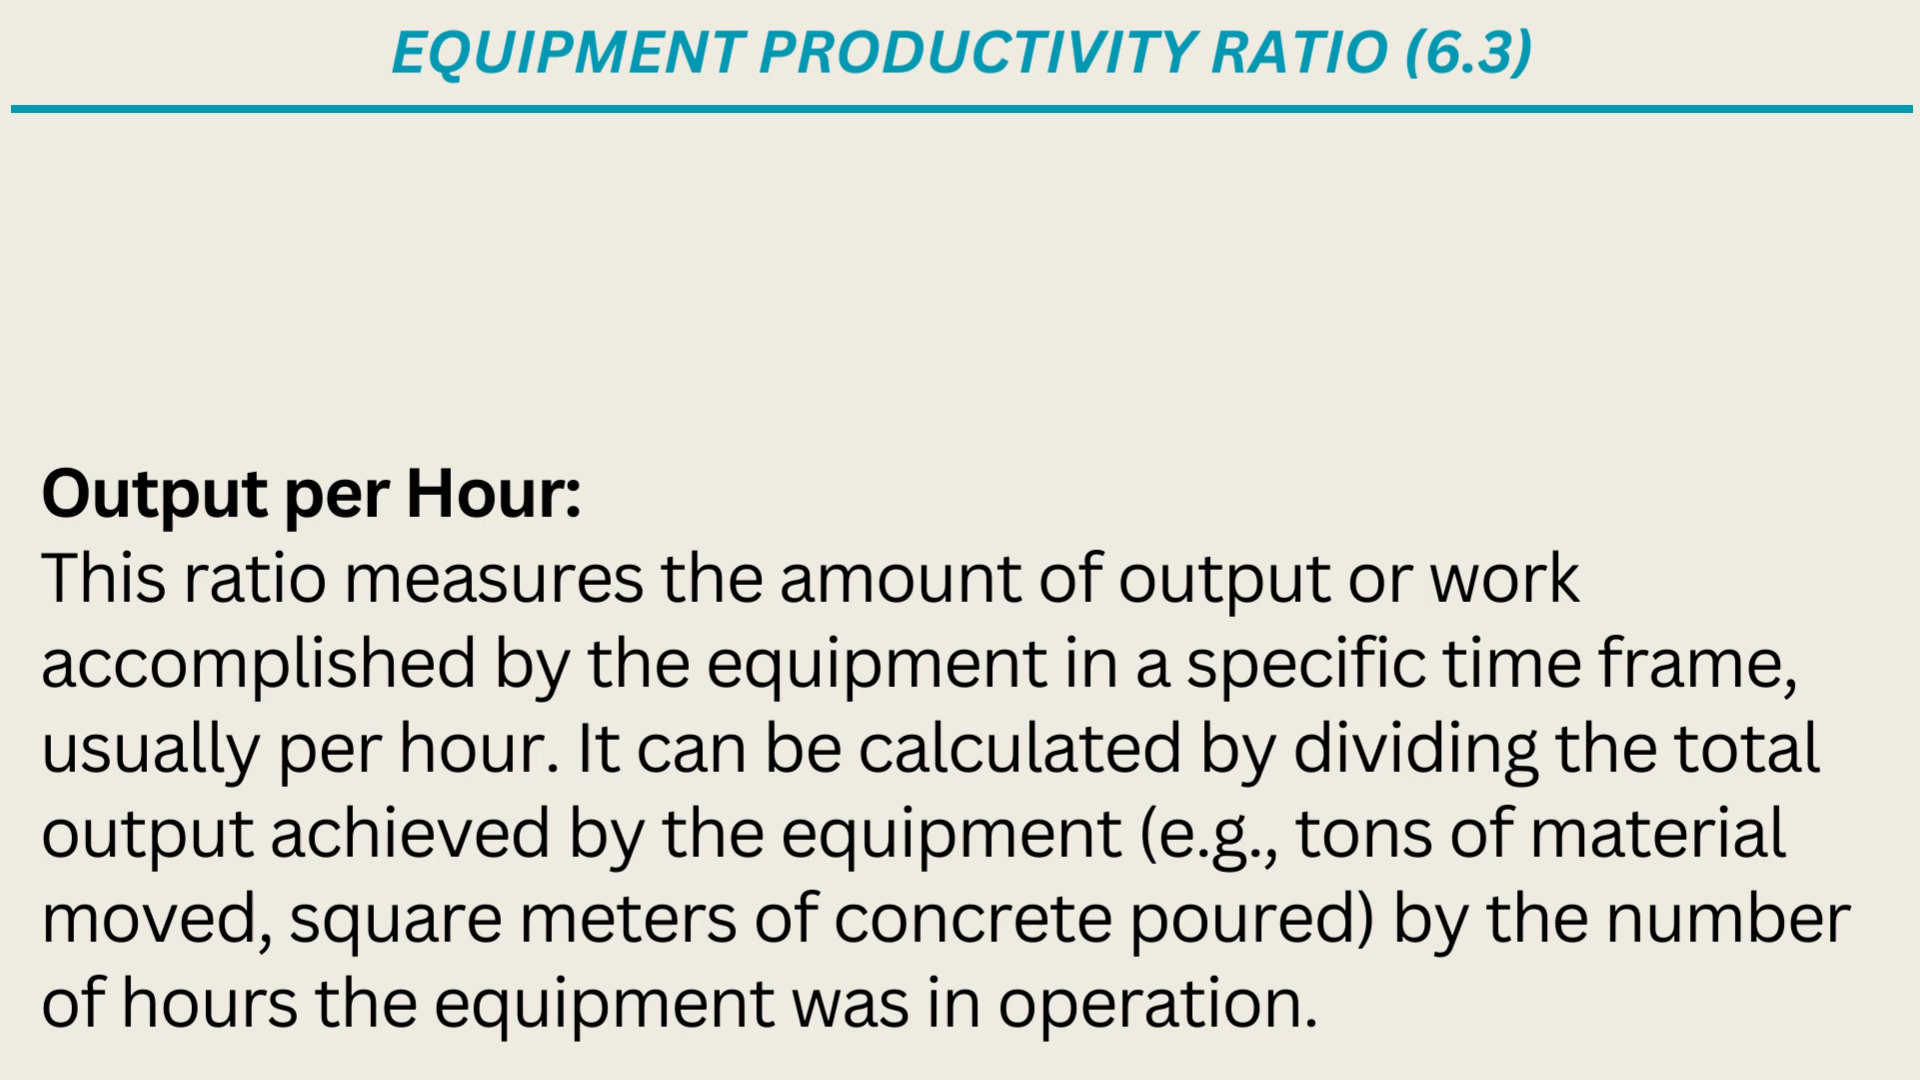 EQUIPMENT PRODUCTIVITY RATIO (6.3)
Output per Hour:
This ratio measures the amount of output or work
accomplished by the equipment in a specific time frame,
usually per hour. It can be calculated by dividing the total
output achieved by the equipment (e.g., tons of material
moved, square meters of concrete poured) by the number
of hours the equipment was in operation.